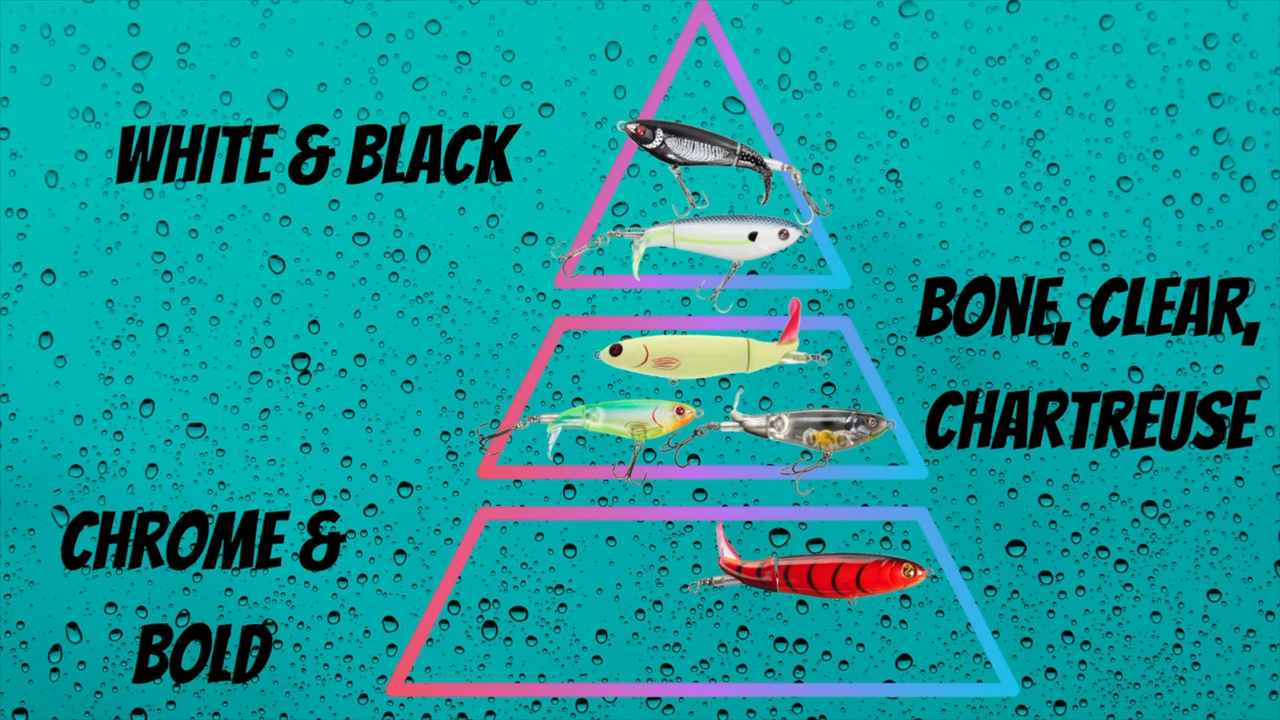 WHITE & BLACK
BONE, CLEAR,
CHARTREUSE
CHROME &
BOLD